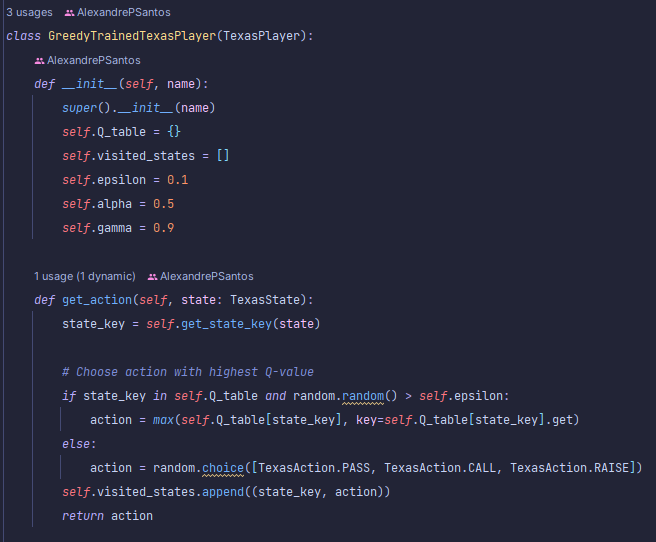 3 usages AlexandrePSantos
class GreedyTrainedTexasPlayer(TexasPlayer):
AlexandrePSantos
def __init__(self, name):
super().__init__(name)
self.Q_table = {}
self.visited_states = []
self.epsilon = 0.1
self.alpha = 0.5
self.gamma = 0.9
1 usage (1 dynamic) AlexandrePSantos
def get_action(self, state: TexasState):
state_key = self.get_state_key(state)
# Choose action with highest Q-value
if state_key in self.Q_table and random.random() > self.epsilon:
action = max(self.Q_table[state_key], key=self.Q_table[state_key].get)
else:
action = random.choice([TexasAction.PASS, TexasAction.CALL, TexasAction.RAISE])
self.visited_states.append((state_key, action))
return action